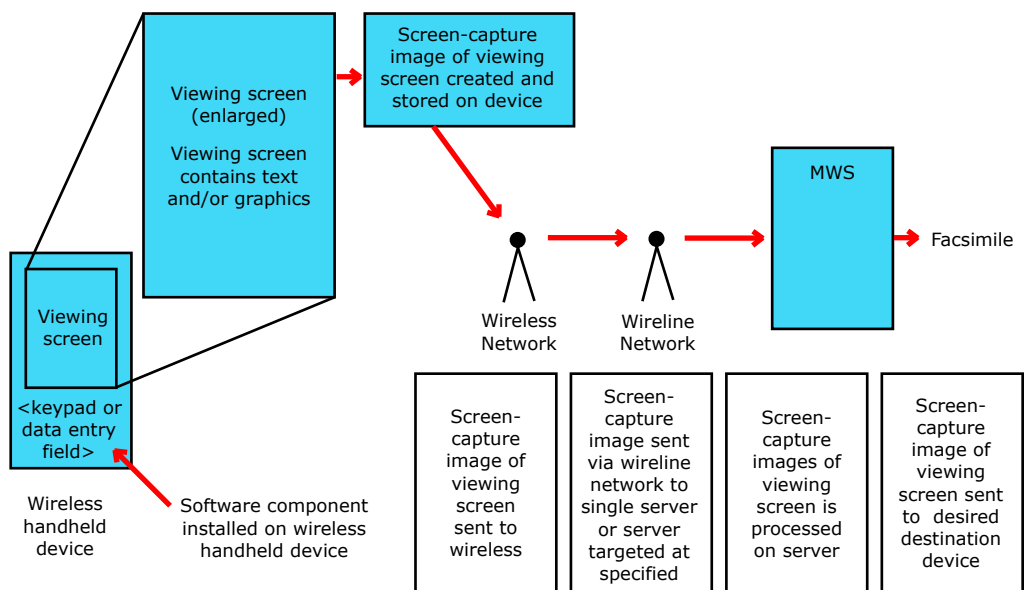 Screen-capture
image of viewing
screen created and
stored on device
Viewing screen
(enlarged)
Viewing screen
contains text
and/or graphics
MWS
Facsimile
Viewing
screen
<keypad or
data entry
field>
Wireless
Network
Wireline
Network
Wireless
handheld
device
Software component
installed on wireless
handheld device
Screen-
capture
image of
viewing
screen
sent to
wireless
Screen-
capture
image sent
via wireline
network to
single server
or server
targeted at
specified
Screen-
capture
images of
viewing
screen is
processed
on server
Screen-
capture
image of
viewing
screen sent
to  desired
destination
device